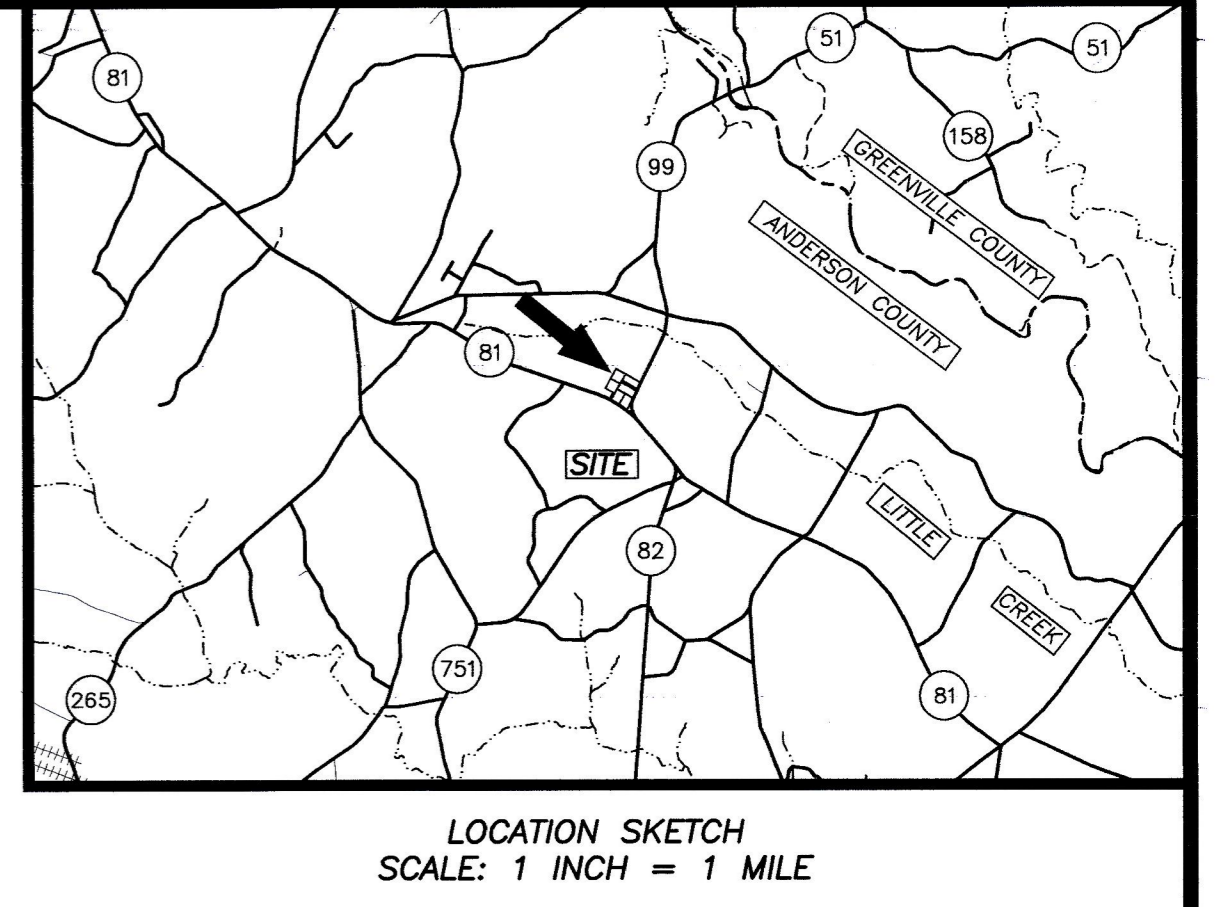 51
51
81
158
99
GREENVILLE COUNTY
ANDERSON COUNTY
81
SITE
LITTLE
82
CREEK
751
265
81
LOCATION SKETCH
SCALE: 1 INCH = 1 MILE